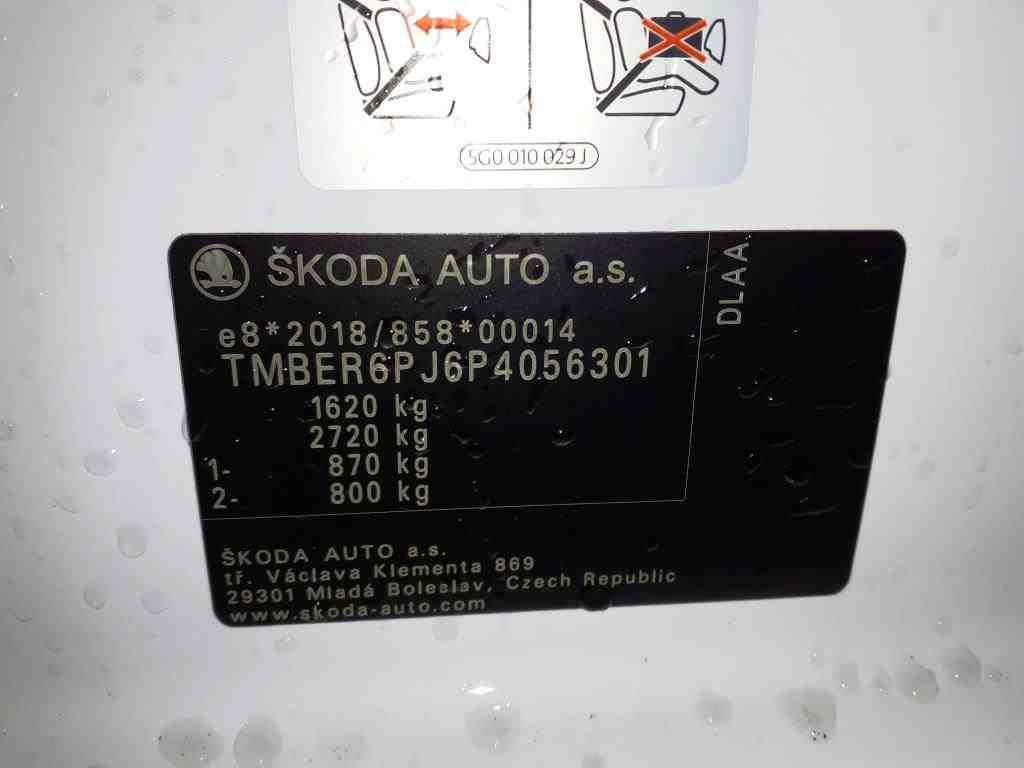 5G0 010 029 J
ŠKODA AUTO a.s.
DLAA
e8*2018/858*00014
TMBER6PJ6P4056301
1620 kg
2720 kg
1- 870 kg
2- 800 kg
ŠKODA AUTO a.s.
tř. Václava Klementa 869
29301 Mladá Boleslav, Czech Republic
www.skoda-auto.com